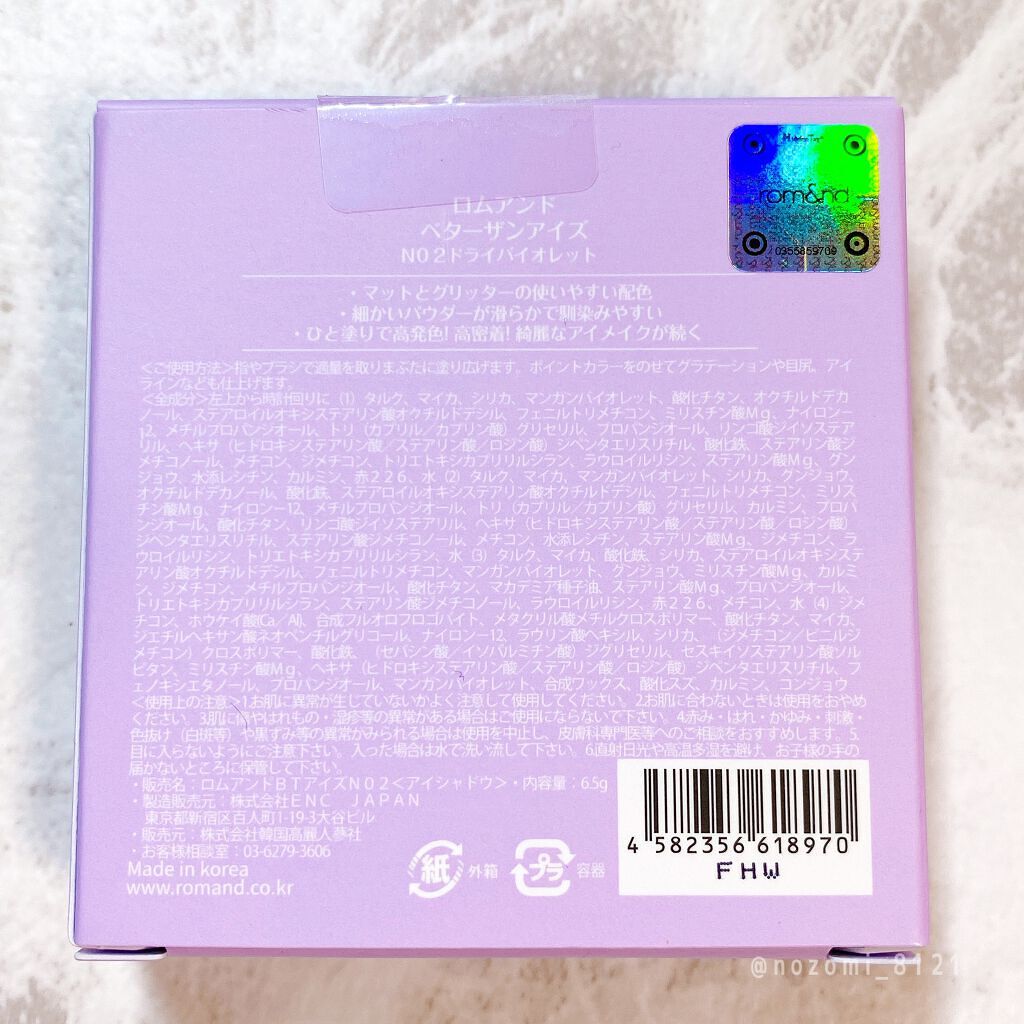 rom&nd
0355859709
ロムアンド
ベターザンアイズ
N02ドライバイオレット
・マットとグリッターの使いやすい配色
・細かいパウダーが滑らかで馴染みやすい
・ひと塗りで高発色!高密着!綺麗なアイメイクが続く
＜ご使用方法＞指やブラシで適量を取りまぶたに塗り広げます。ポイントカラーをのせてグラデーションや目尻、アイ
ラインなども仕上げます。
＜全成分＞左上から時計回りに（1）タルク、マイカ、シリカ、マンガンバイオレット、酸化チタン、オクチルドデカ
ノール、ステアロイルオキシステアリン酸オクチルドデシル、フェニルトリメチコン、ミリスチン酸Mg、ナイロン－
12、メチルプロパンジオール、トリ（カプリル／カプリン酸）グリセリル、プロパンジオール、リンゴ酸ジイソステア
リル、ヘキサ（ヒドロキシステアリン酸／ステアリン酸／ロジン酸）ジペンタエリスリチル、酸化鉄、ステアリン酸ジ
メチコノール、メチコン、ジメチコン、トリエトキシカプリリルシラン、ラウロイルリシン、ステアリン酸Mg、グン
ジョウ、水添レシチン、カルミン、赤226、水（2）タルク、マイカ、マンガンバイオレット、シリカ、グンジョウ、
オクチルドデカノール、酸化鉄、ステアロイルオキシステアリン酸オクチルドデシル、フェニルトリメチコン、ミリス
チン酸Mg、ナイロン－12、メチルプロパンジオール、トリ（カプリル／カプリン酸）グリセリル、カルミン、プロパ
ンジオール、酸化チタン、リンゴ酸ジイソステアリル、ヘキサ（ヒドロキシステアリン酸／ステアリン酸／ロジン酸）
ジペンタエリスリチル、ステアリン酸ジメチコノール、メチコン、水添レシチン、ステアリン酸Mg、ジメチコン、ラ
ウロイルリシン、トリエトキシカプリリルシラン、水（3）タルク、マイカ、酸化鉄、シリカ、ステアロイルオキシステ
アリン酸オクチルドデシル、フェニルトリメチコン、マンガンバイオレット、グンジョウ、ミリスチン酸Mg、カルミ
ン、ジメチコン、メチルプロパンジオール、酸化チタン、マカデミア種子油、ステアリン酸Mg、プロパンジオール、
トリエトキシカプリリルシラン、ステアリン酸ジメチコノール、ラウロイルリシン、赤226、メチコン、水（4）ジメ
チコン、ホウケイ酸(Ca／Al)、合成フルオロフロゴパイト、メタクリル酸メチルクロスポリマー、酸化チタン、マイカ、
ジエチルヘキサン酸ネオペンチルグリコール、ナイロン－12、ラウリン酸ヘキシル、シリカ、（ジメチコン／ビニルジ
メチコン）クロスポリマー、酸化鉄、（セバシン酸／イソパルミチン酸）ジグリセリル、セスキイソステアリン酸ソル
ビタン、ミリスチン酸Mg、ヘキサ（ヒドロキシステアリン酸／ステアリン酸／ロジン酸）ジペンタエリスリチル、フ
ェノキシエタノール、プロパンジオール、マンガンバイオレット、合成ワックス、酸化スズ、カルミン、コンジョウ
＜使用上の注意＞1.お肌に異常が生じていないかよく注意して使用してください。2.お肌に合わないときは使用をおやめ
ください。3.肌に傷やはれもの・湿疹等の異常がある場合はご使用にならないで下さい。4.赤み・はれ・かゆみ・刺激・
色抜け（白斑等）や黒ずみ等の異常がみられる場合は使用を中止し、皮膚科専門医等へのご相談をおすすめします。5.
目に入らないようにご注意下さい。入った場合は水で洗い流して下さい。6.直射日光や高温多湿を避け、お子様の手の
届かないところに保管して下さい。
・販売名：ロムアンドBTアイズN02＜アイシャドウ＞・内容量：6.5g
・製造販売元：株式会社ENC JAPAN
東京都新宿区百人町1-19-3大谷ビル
・販売元：株式会社韓国高麗人蔘社
・お客様相談室：03-6279-3606
Made in korea
www.romand.co.kr
紙 外箱 プラ 容器
4 582356 618970
FHW
@nozomi_8121